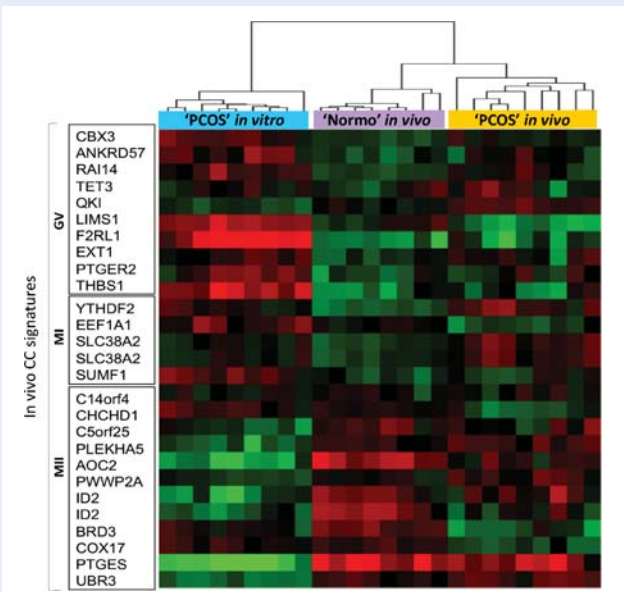 'PCOS' in vitro 'Normo' in vivo 'PCOS' in vivo
In vivo CC signatures
GV
CBX3
ANKRD57
RAI14
TET3
QKI
LIMS1
F2RL1
EXT1
PTGER2
THBS1
MI
YTHDF2
EEF1A1
SLC38A2
SLC38A2
SUMF1
MII
C14orf4
CHCHD1
C5orf25
PLEKHA5
AOC2
PWWP2A
ID2
ID2
BRD3
COX17
PTGES
UBR3